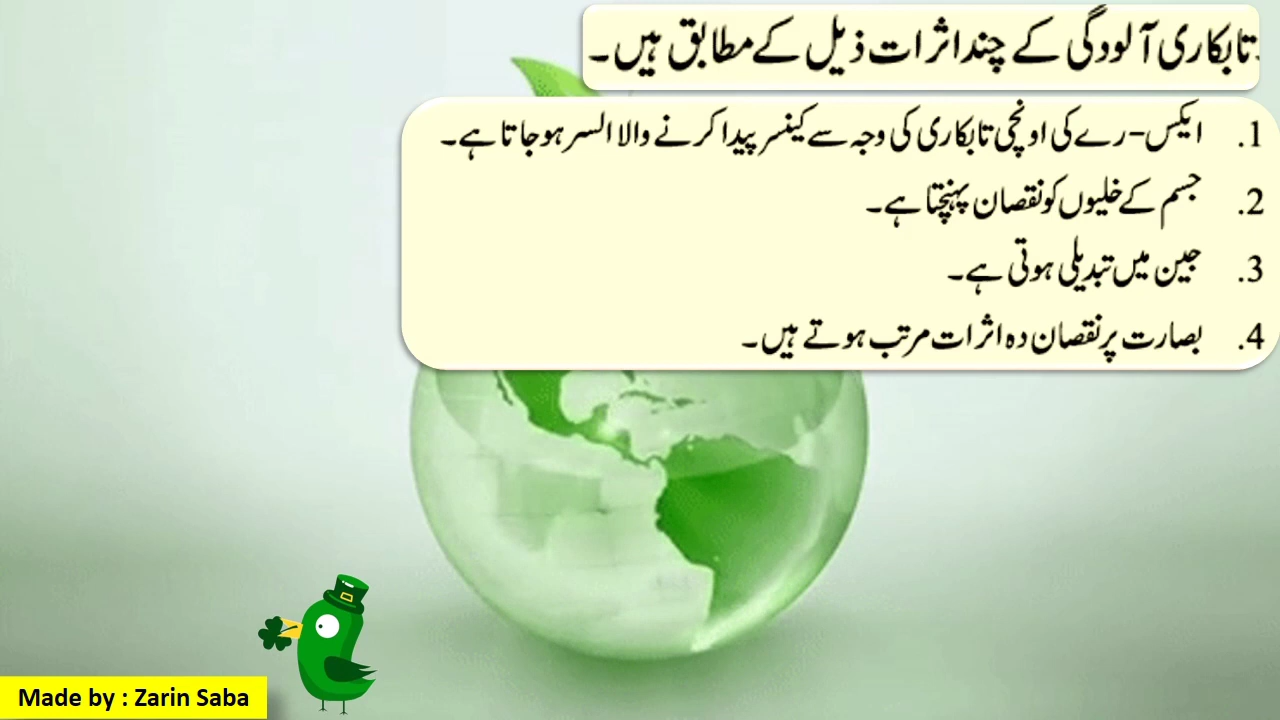 تابکاری آلودگی کے چند اثرات ذیل کے مطابق ہیں۔
1. ایکس-رے کی اونچی تابکاری کی وجہ سے کینسر پیدا کرنے والا السر ہو جاتا ہے۔
2. جسم کے خلیوں کو نقصان پہنچتا ہے۔
3. جین میں تبدیلی ہوتی ہے۔
4. بصارت پر نقصان دہ اثرات مرتب ہوتے ہیں۔
Made by : Zarin Saba